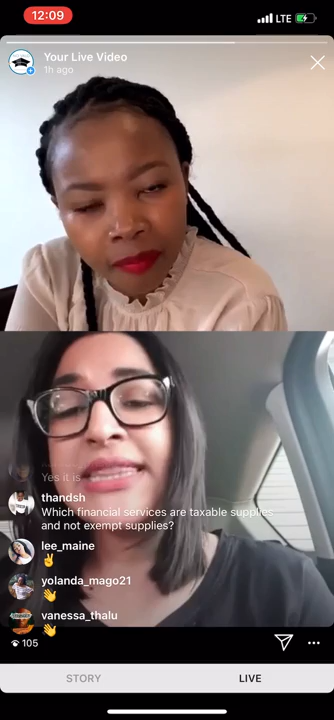 12:09
LTE
Your Live Video
1h ago
Yes it is
thandsh
Which financial services are taxable supplies
and not exempt supplies?
lee_maine
✌
yolanda_mago21
👋
vanessa_thalu
👋
105
STORY
LIVE